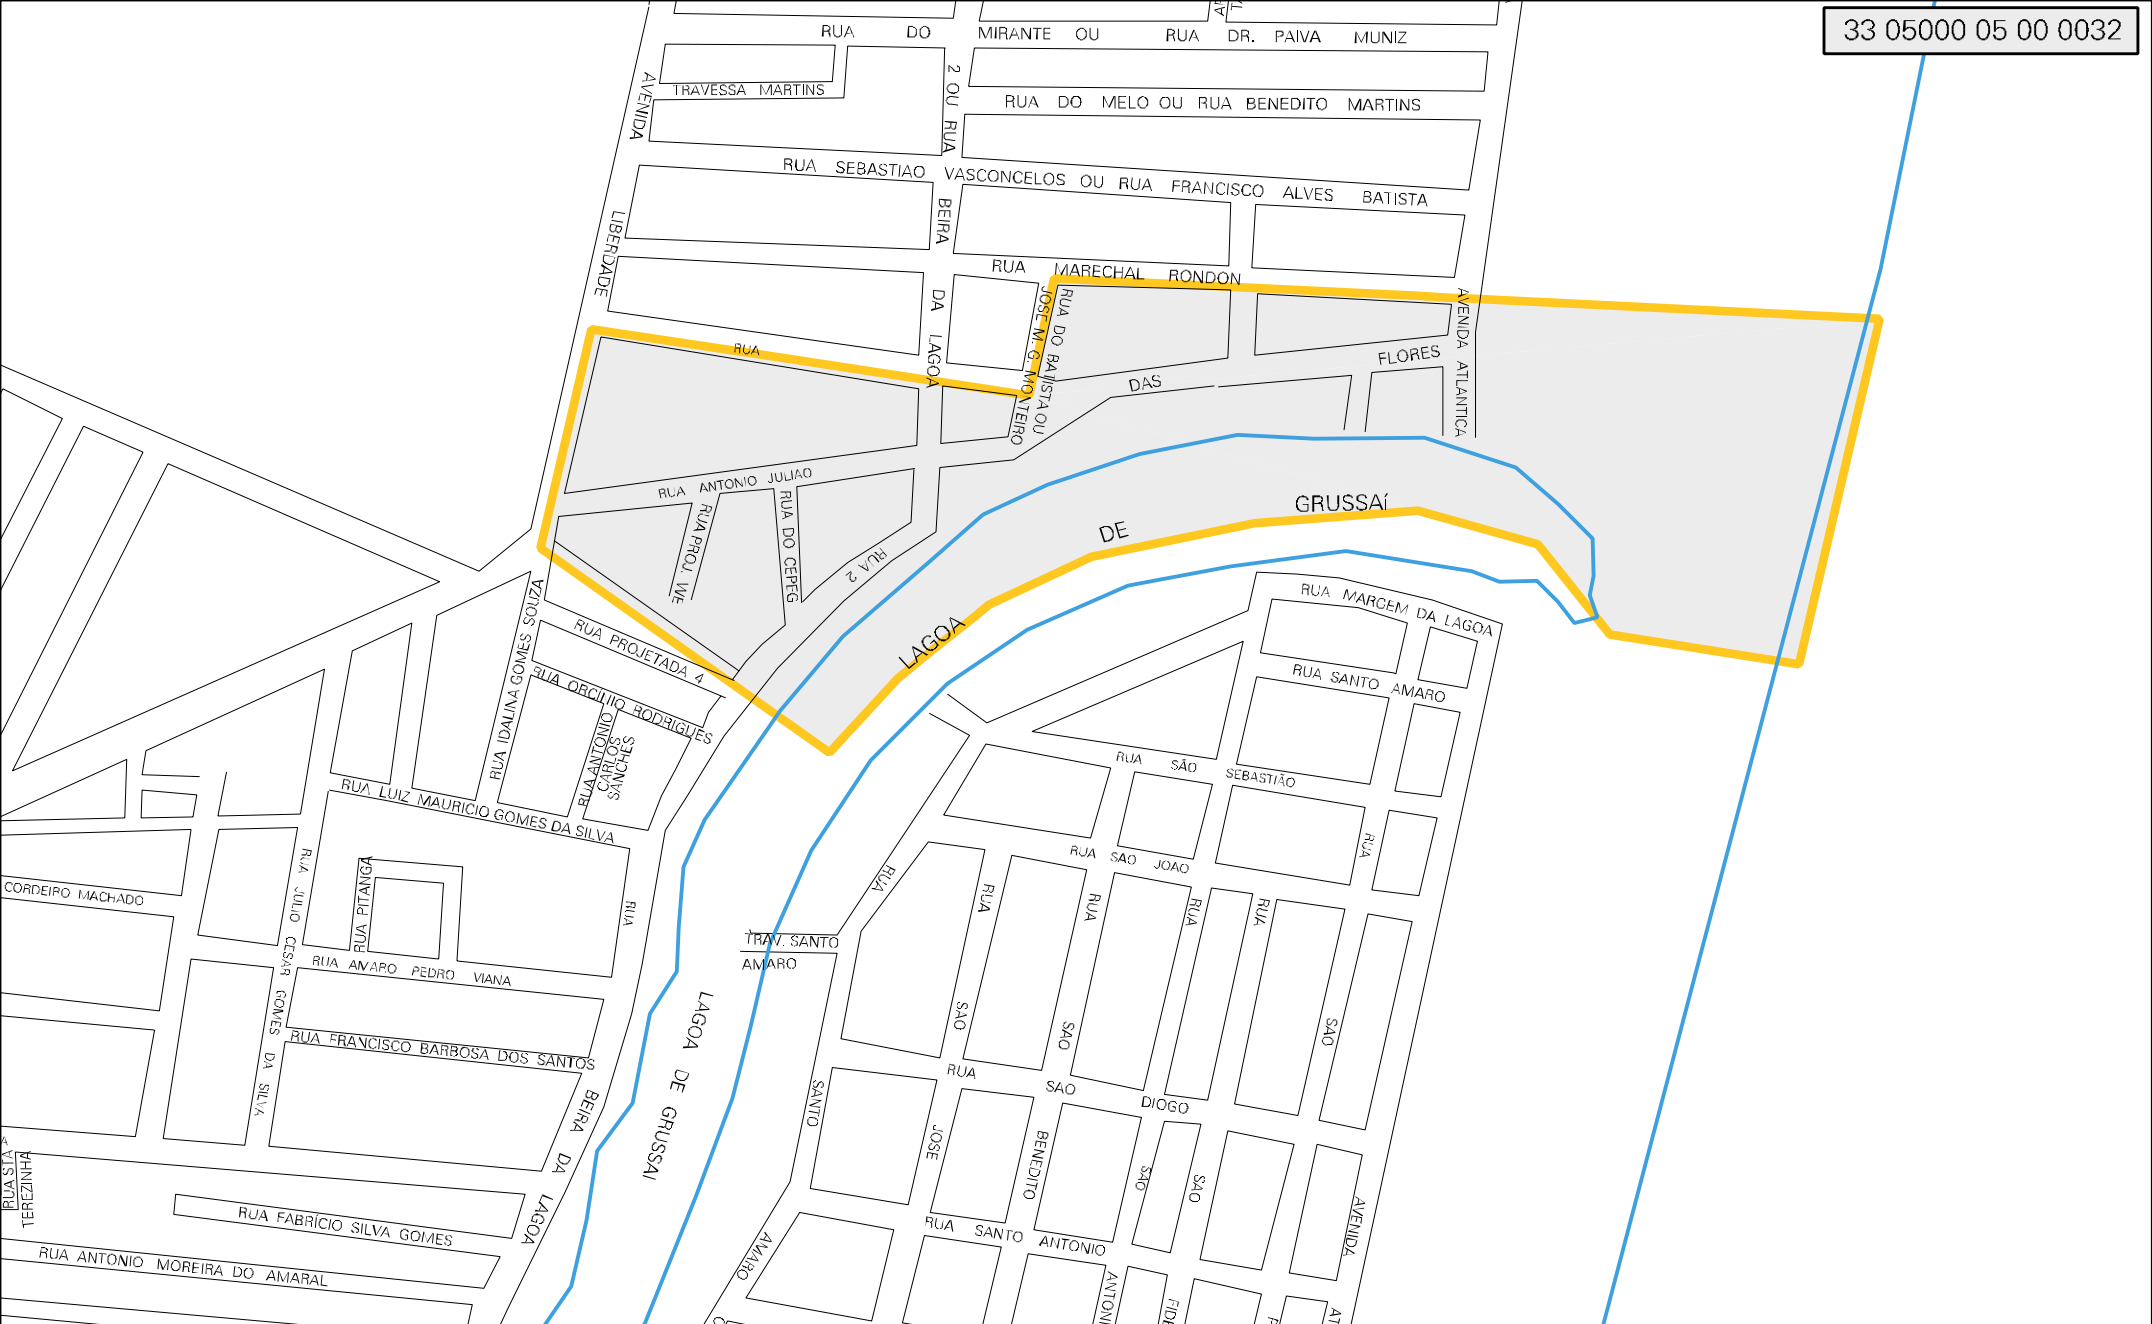 33 05000 05 00 0032
RUA DO MIRANTE OU RUA DR. PAIVA MUNIZ
TRAVESSA MARTINS
RUA DO MELO OU RUA BENEDITO MARTINS
AVENIDA LIBERDADE
2 OU RUA BEIRA DA LAGOA
RUA SEBASTIAO VASCONCELOS OU RUA FRANCISCO ALVES BATISTA
RUA MARECHAL RONDON
RUA DO BATISTA OU
JOSE M. G. MONTEIRO
AVENIDA ATLANTICA
RUA
DAS FLORES
RUA ANTONIO JULIAO
RUA PROJ. WE
RUA DO CEPEG
RUA 2
LAGOA DE GRUSSAí
RUA PROJETADA 4
RUA IDALINA GOMES SOUZA
RUA ORCINIO RODRIGUES
RUA ANTONIO
CARLOS
SANCHES
RUA LUIZ MAURICIO GOMES DA SILVA
RUA MARGEM DA LAGOA
RUA SANTO AMARO
RUA SÃO SEBASTIÃO
RUA SAO JOAO
RUA JULIO CESAR GOMES DA SILVA
RUA PITANGA
CORDEIRO MACHADO
RUA AMARO PEDRO VIANA
RUA FRANCISCO BARBOSA DOS SANTOS
RUA BEIRA DA LAGOA
LAGOA DE GRUSSAI
TRAV. SANTO
AMARO
RUA SANTO AMARO
RUA SAO JOSE
RUA SAO BENEDITO
RUA SAO
RUA SAO
RUA SAO
RUA SAO DIOGO
RUA SANTO ANTONIO
AVENIDA
RUA STA
TEREZINHA
RUA FABRÍCIO SILVA GOMES
RUA ANTONIO MOREIRA DO AMARAL